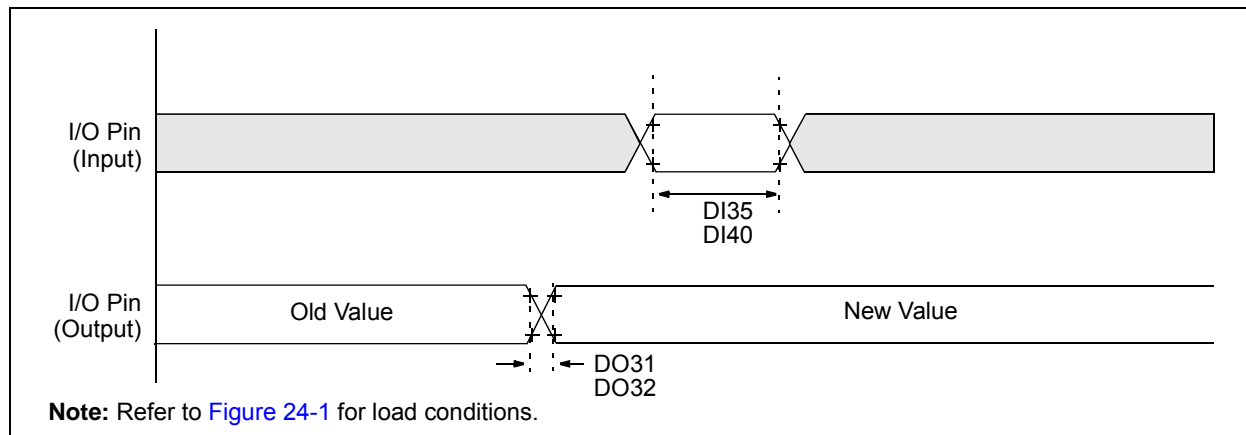 I/O Pin
(Input)
DI35
DI40
I/O Pin
(Output)
Old Value
New Value
DO31
DO32
Note: Refer to Figure 24-1 for load conditions.